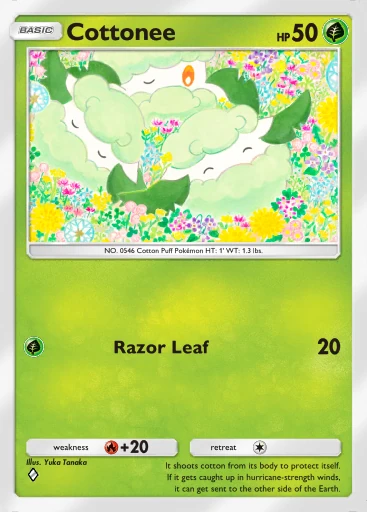 BASIC Cottonee HP 50
NO. 0546 Cotton Puff Pokémon HT: 1' WT: 1.3 lbs.
Razor Leaf 20
weakness +20 retreat
Illus. Yuka Tanaka
It shoots cotton from its body to protect itself.
If it gets caught up in hurricane-strength winds,
it can get sent to the other side of the Earth.